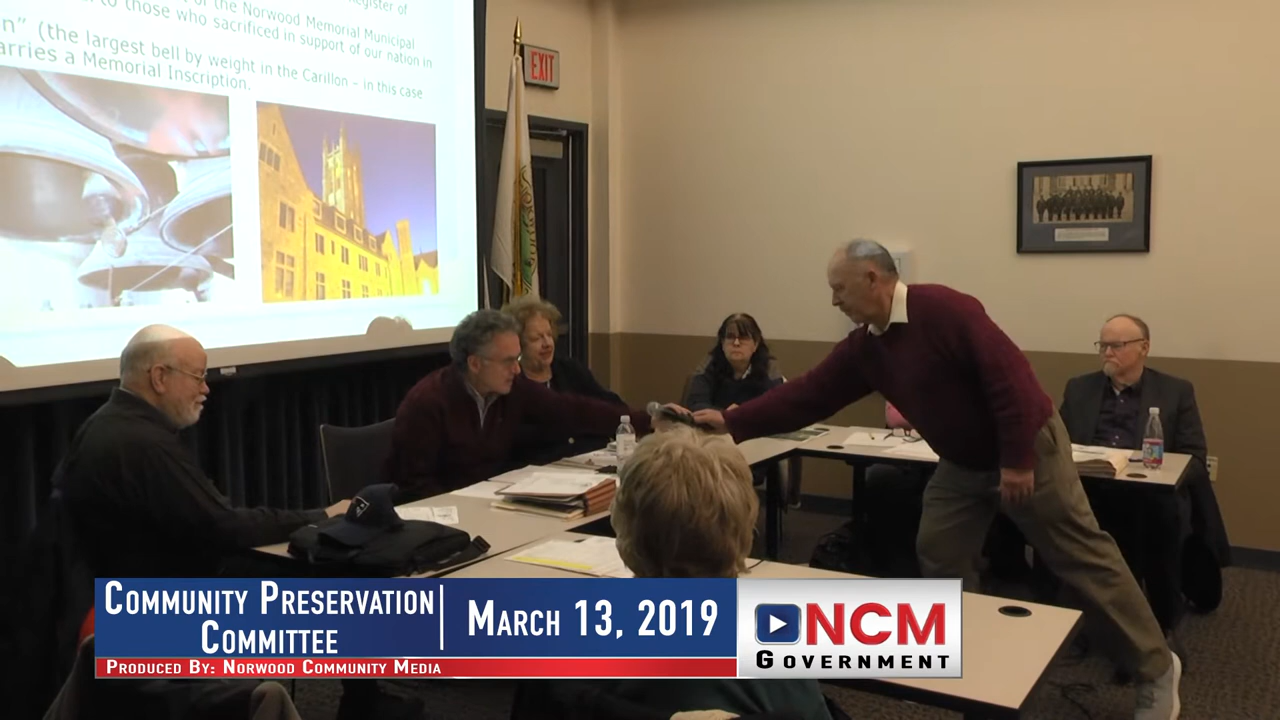 Register of
of the Norwood Memorial Municipal
to those who sacrificed in support of our nation in
n" (the largest bell by weight in the Carillon – in this case
arries a Memorial Inscription.
EXIT
COMMUNITY PRESERVATION
COMMITTEE
MARCH 13, 2019
PRODUCED BY: NORWOOD COMMUNITY MEDIA
NCM
GOVERNMENT